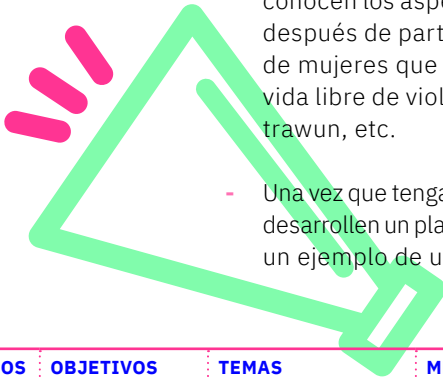 conocen los asp
después de part
de mujeres que
vida libre de viol
trawun, etc.
- Una vez que teng
desarrollen un pla
un ejemplo de u
OS OBJETIVOS TEMAS M